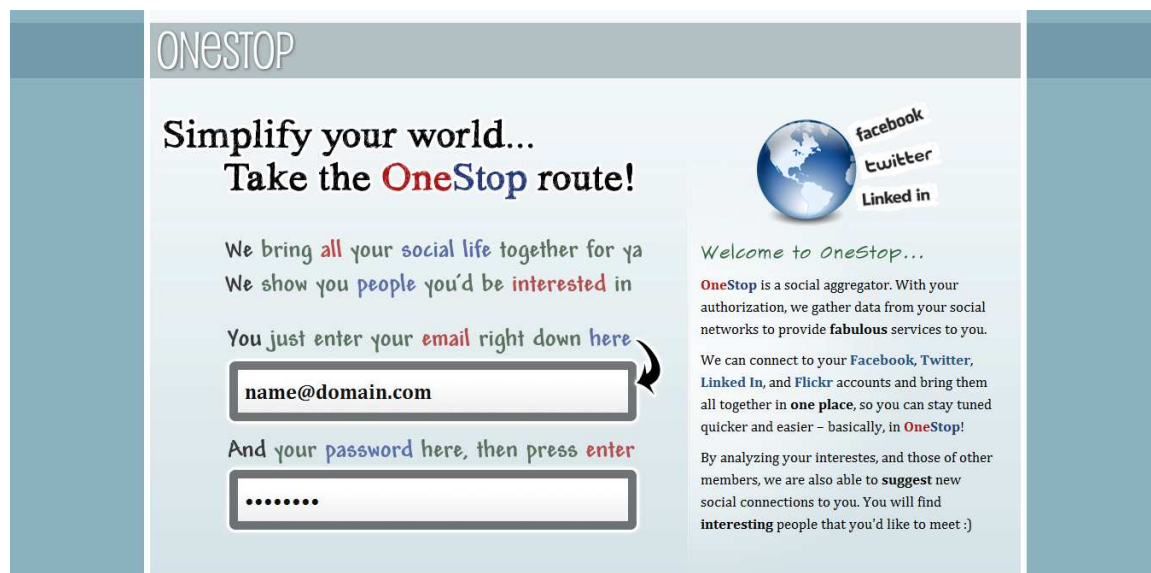 ONESTOP
Simplify your world...
Take the OneStop route!
We bring all your social life together for ya
We show you people you'd be interested in
You just enter your email right down here
name@domain.com
And your password here, then press enter
••••••••
facebook
twitter
Linked in
Welcome to OneStop...
OneStop is a social aggregator. With your
authorization, we gather data from your social
networks to provide fabulous services to you.
We can connect to your Facebook, Twitter,
Linked In, and Flickr accounts and bring them
all together in one place, so you can stay tuned
quicker and easier – basically, in OneStop!
By analyzing your interestes, and those of other
members, we are also able to suggest new
social connections to you. You will find
interesting people that you'd like to meet :)